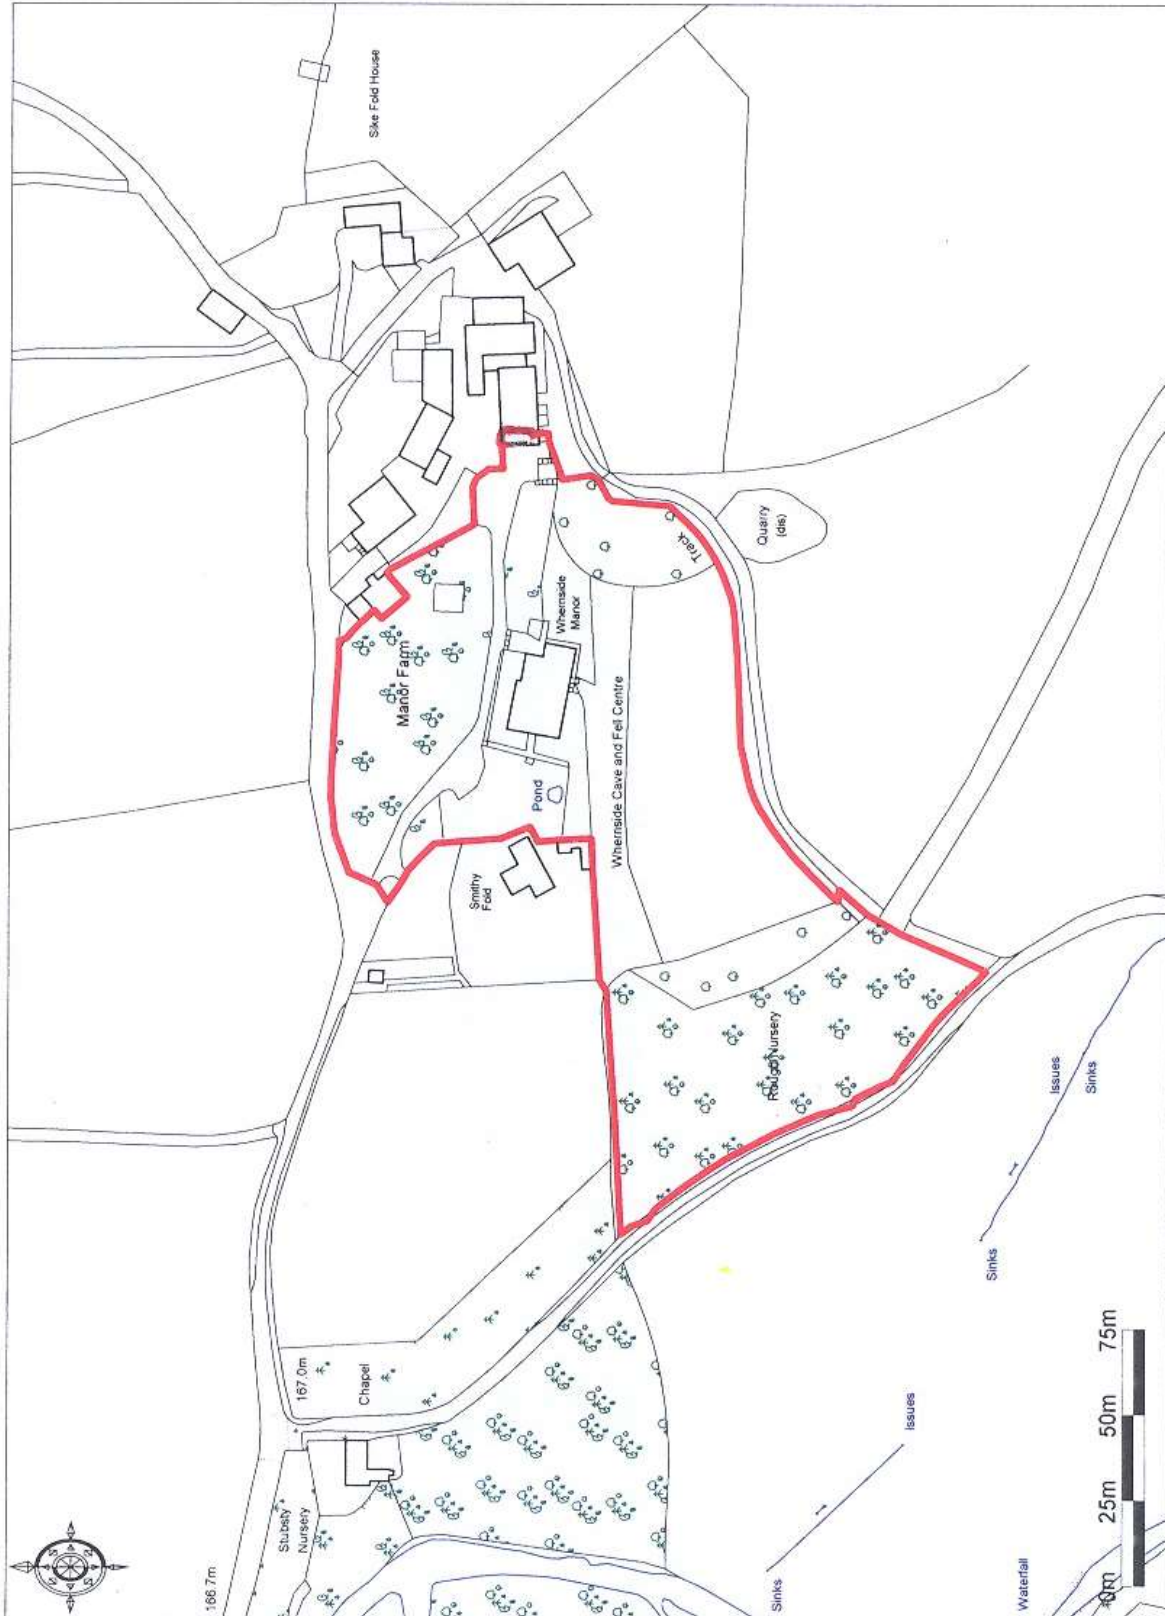 Sike Fold House
Manor Farm
Quarry
(dis)
Track
Whernside
Manor
Whernside Cave and Fell Centre
Pond
Smithy
Fold
Rough Nursery
Issues
Sinks
Sinks
167.0m
Chapel
Stubsty
Nursery
166.7m
Issues
Sinks
Waterfall
0m
25m
50m
75m